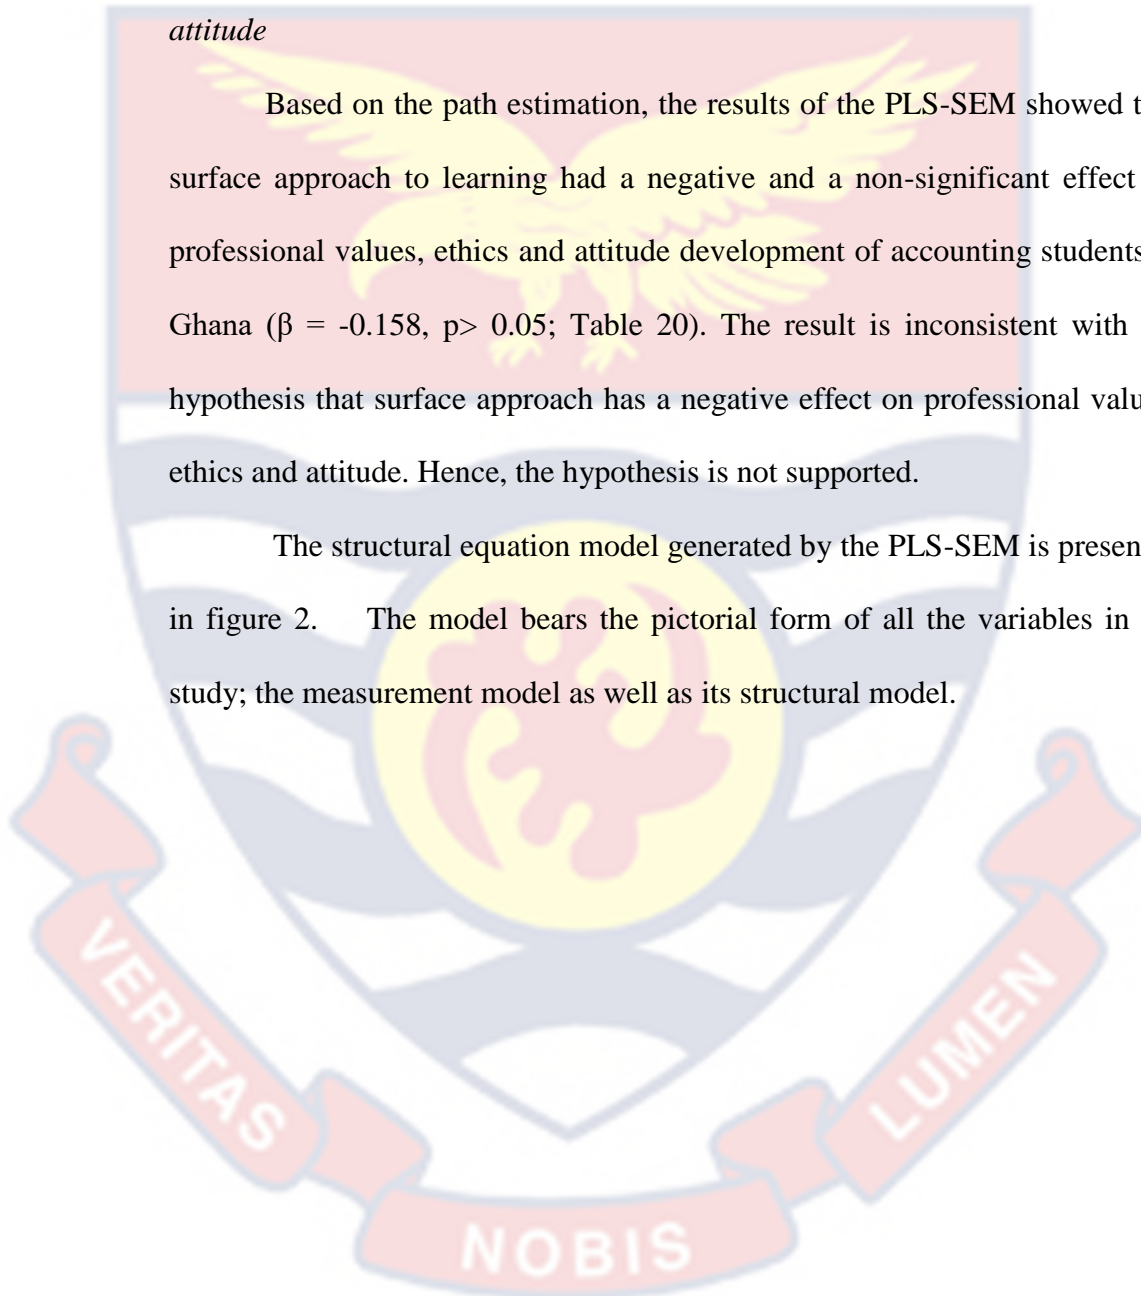 attitude
Based on the path estimation, the results of the PLS-SEM showed t
surface approach to learning had a negative and a non-significant effect
professional values, ethics and attitude development of accounting students
Ghana (β = -0.158, p> 0.05; Table 20). The result is inconsistent with
hypothesis that surface approach has a negative effect on professional valu
ethics and attitude. Hence, the hypothesis is not supported.
The structural equation model generated by the PLS-SEM is presen
in figure 2. The model bears the pictorial form of all the variables in
study; the measurement model as well as its structural model.
VERITAS
NOBIS
LUMEN